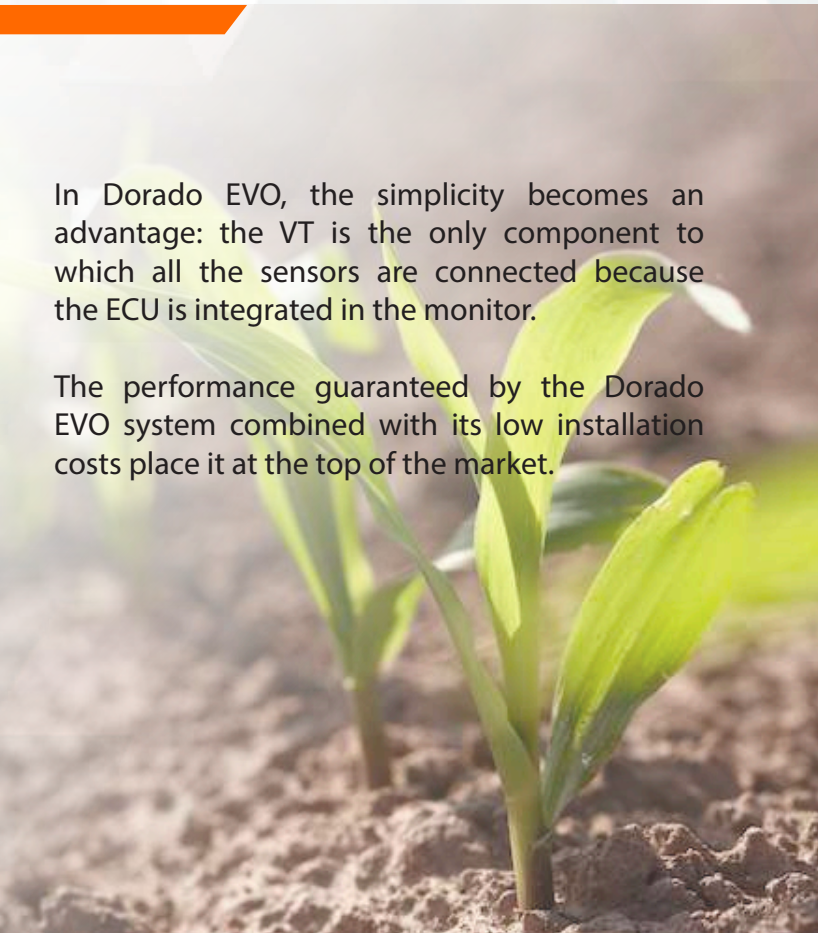 In Dorado EVO, the simplicity becomes an
advantage: the VT is the only component to
which all the sensors are connected because
the ECU is integrated in the monitor.
The performance guaranteed by the Dorado
EVO system combined with its low installation
costs place it at the top of the market.